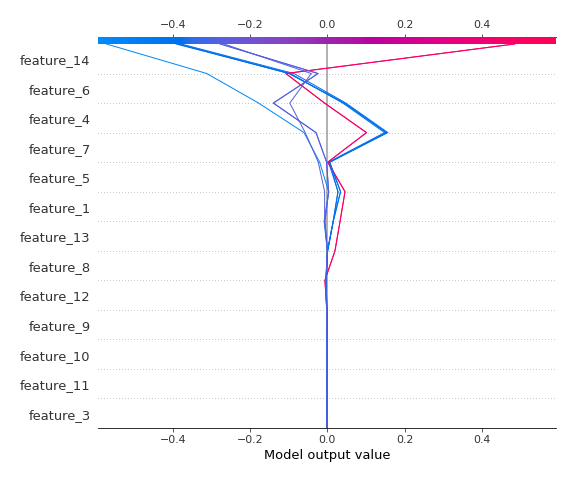 −0.4 −0.2 0.0 0.2 0.4
feature_14
feature_6
feature_4
feature_7
feature_5
feature_1
feature_13
feature_8
feature_12
feature_9
feature_10
feature_11
feature_3
−0.4 −0.2 0.0 0.2 0.4
Model output value